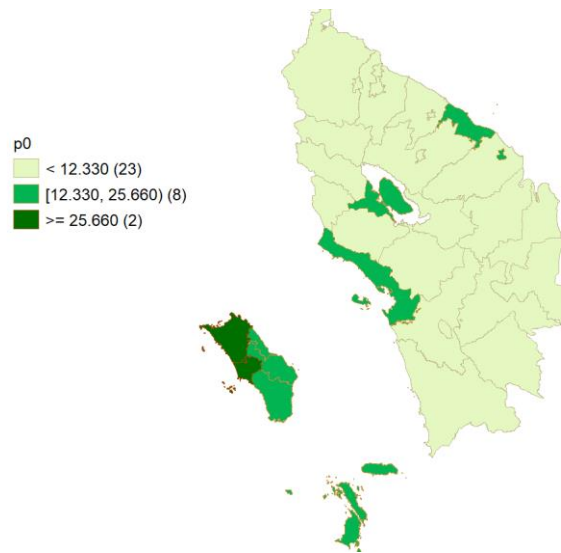 p0
< 12.330 (23)
[12.330, 25.660) (8)
>= 25.660 (2)